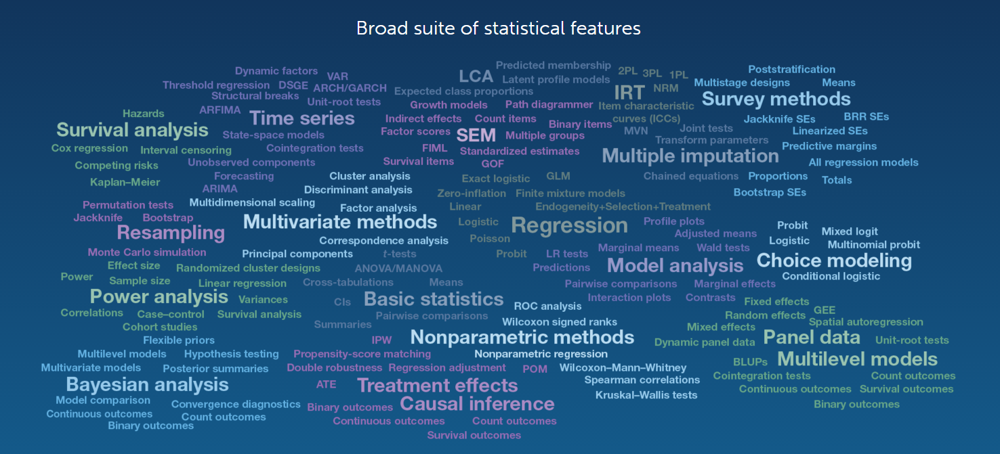 Broad suite of statistical features
Dynamic factors
VAR
Threshold regression
DSGE
ARCH/GARCH
Structural breaks
Unit-root tests
ARFIMA
Time series
State-space models
Cointegration tests
Unobserved components
Forecasting
ARIMA
Hazards
Survival analysis
Cox regression
Interval censoring
Competing risks
Kaplan–Meier
LCA
Predicted membership
Latent profile models
Expected class proportions
2PL
3PL
1PL
IRT
NRM
Item characteristic
curves (ICCs)
Growth models
Path diagrammer
Indirect effects
Count items
Binary items
Factor scores
SEM
Multiple groups
FIML
Standardized estimates
Survival items
GOF
Poststratification
Multistage designs
Means
Survey methods
Jackknife SEs
BRR SEs
Linearized SEs
Predictive margins
All regression models
Proportions
Totals
Bootstrap SEs
MVN
Joint tests
Transform parameters
Multiple imputation
Chained equations
Cluster analysis
Discriminant analysis
Multidimensional scaling
Factor analysis
Multivariate methods
Correspondence analysis
Principal components
Exact logistic
GLM
Zero-inflation
Finite mixture models
Linear
Endogeneity+Selection+Treatment
Logistic
Regression
Poisson
Probit
Permutation tests
Jackknife
Bootstrap
Resampling
Monte Carlo simulation
Profile plots
Adjusted means
Marginal means
Wald tests
LR tests
Predictions
Model analysis
Pairwise comparisons
Marginal effects
Interaction plots
Contrasts
Probit
Mixed logit
Logistic
Multinomial probit
Choice modeling
Conditional logistic
Effect size
Randomized cluster designs
Power
Sample size
Linear regression
Power analysis
Variances
Correlations
Case–control
Survival analysis
Cohort studies
t-tests
ANOVA/MANOVA
Cross-tabulations
Means
CIs
Basic statistics
Pairwise comparisons
Summaries
ROC analysis
Wilcoxon signed ranks
Nonparametric methods
Nonparametric regression
Wilcoxon–Mann–Whitney
Spearman correlations
Kruskal–Wallis tests
Fixed effects
GEE
Random effects
Spatial autoregression
Mixed effects
Dynamic panel data
Panel data
Unit-root tests
BLUPs
Multilevel models
Cointegration tests
Count outcomes
Continuous outcomes
Survival outcomes
Binary outcomes
Flexible priors
Multilevel models
Hypothesis testing
Multivariate models
Posterior summaries
Bayesian analysis
Model comparison
Convergence diagnostics
Continuous outcomes
Count outcomes
Binary outcomes
IPW
Propensity-score matching
Double robustness
Regression adjustment
POM
ATE
Treatment effects
Binary outcomes
Causal inference
Continuous outcomes
Count outcomes
Survival outcomes